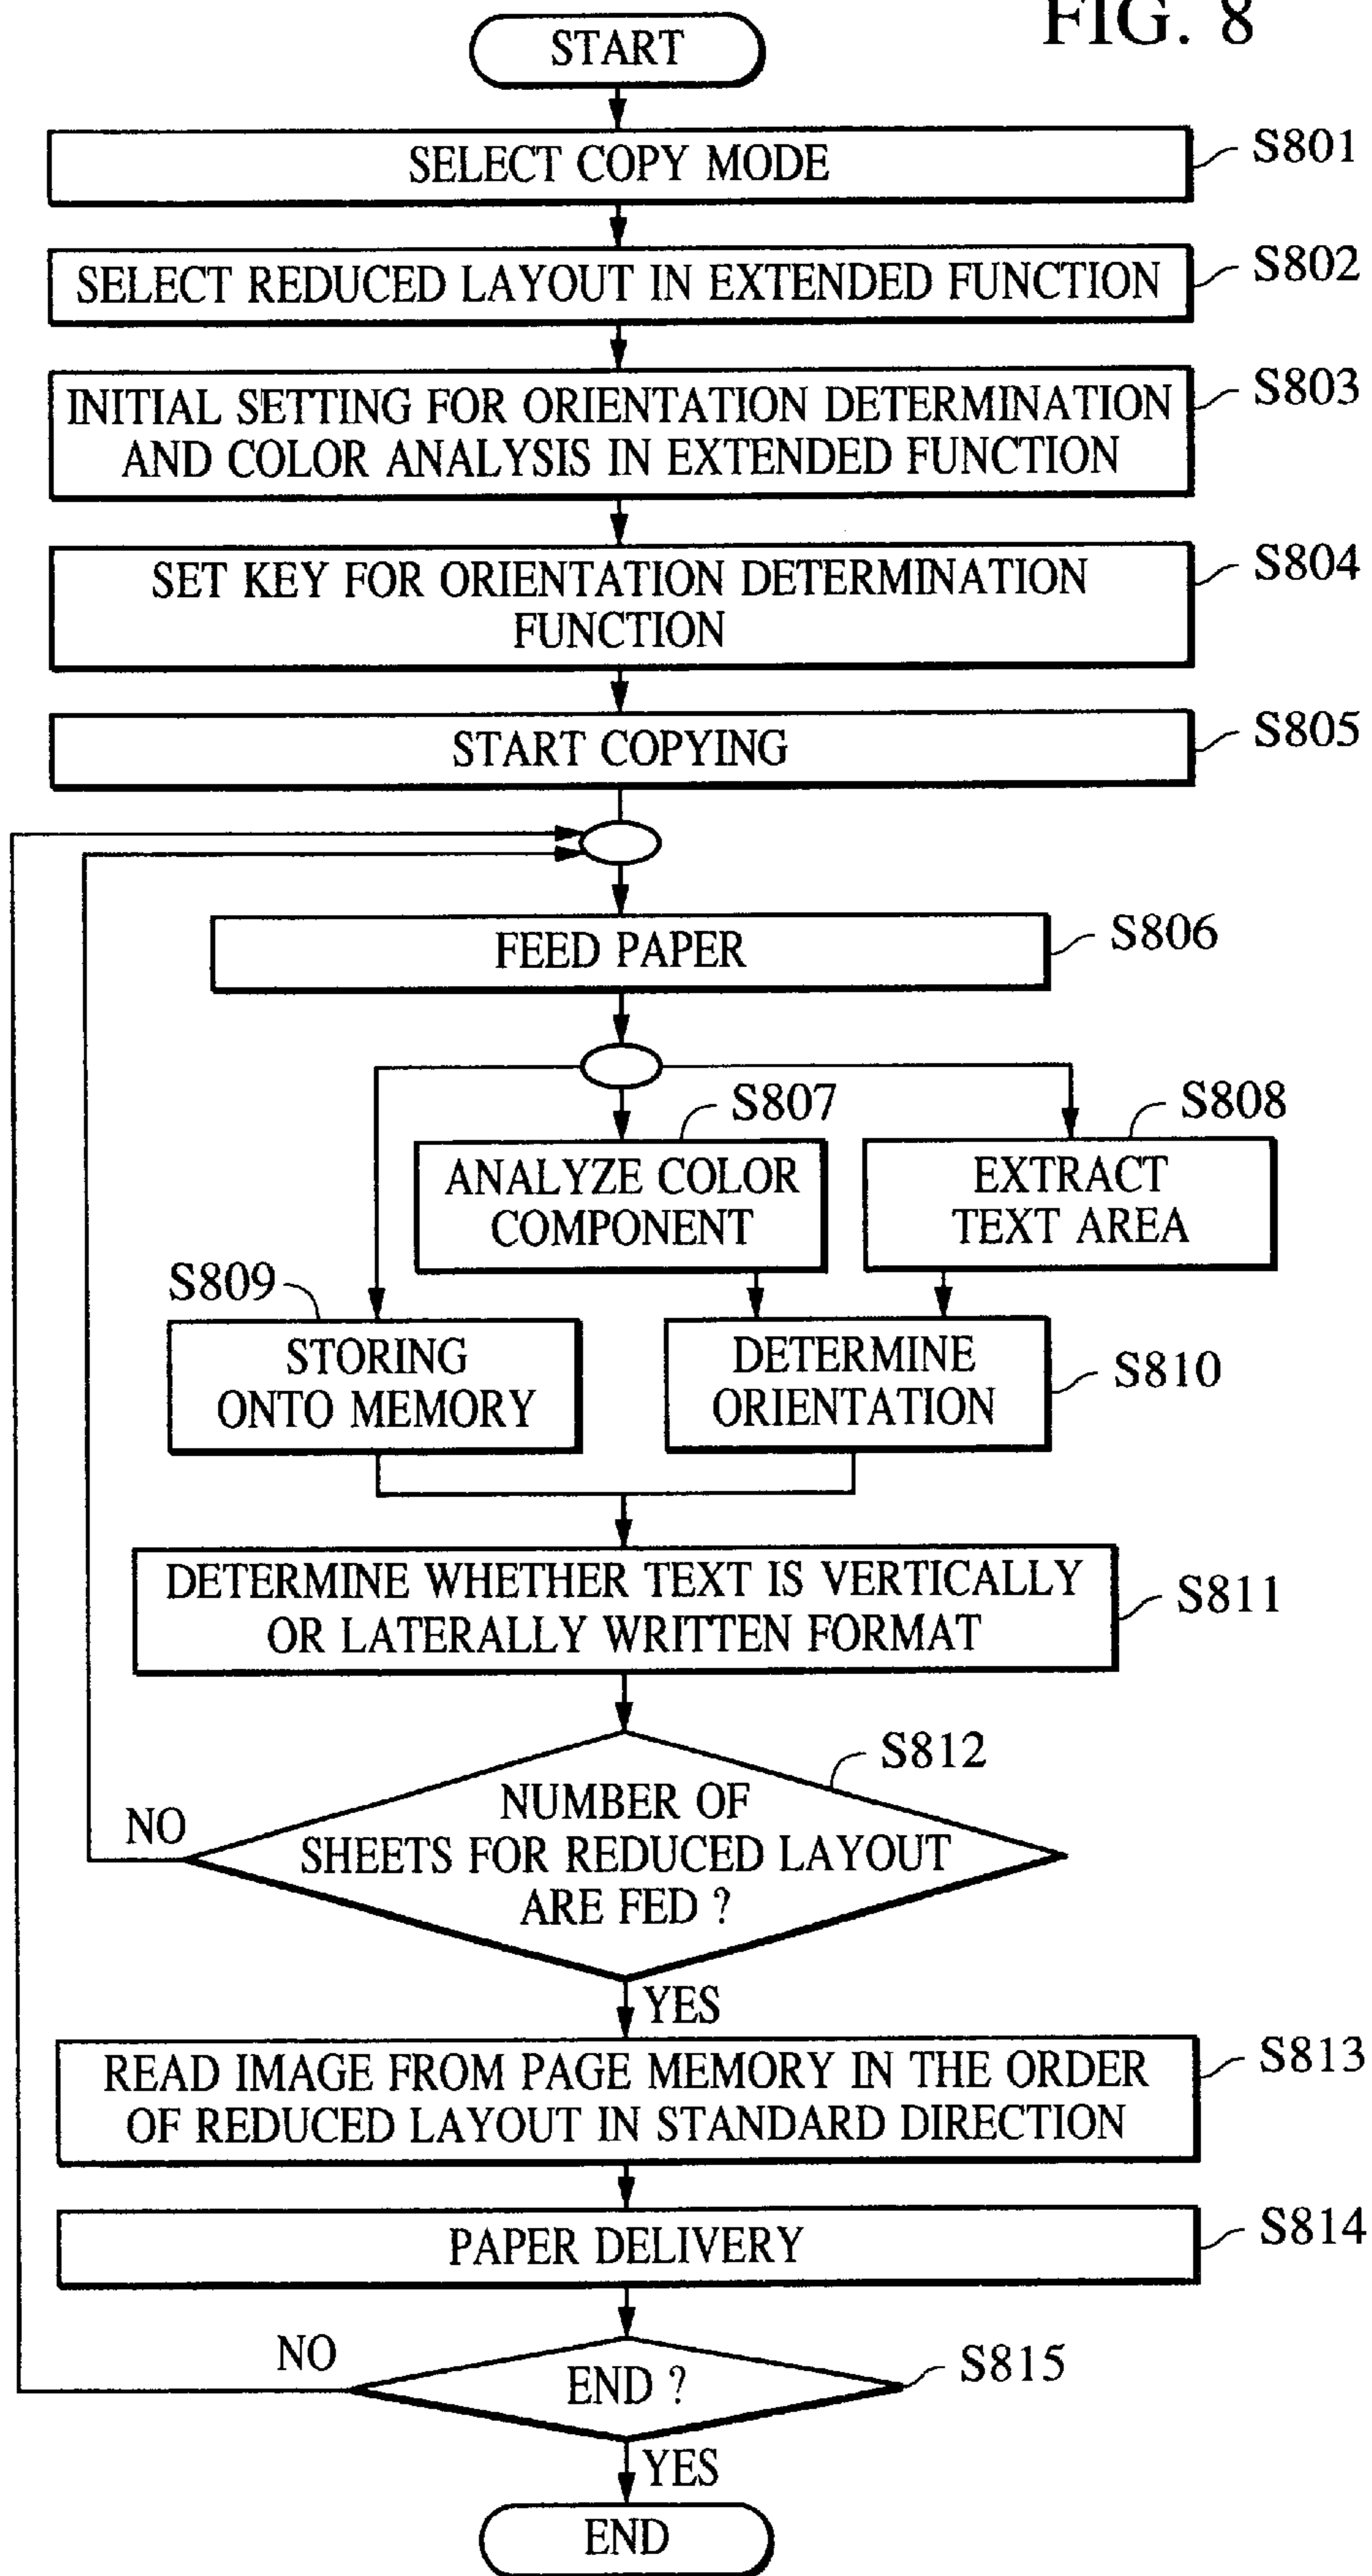 FIG. 8
START
SELECT COPY MODE
S801
SELECT REDUCED LAYOUT IN EXTENDED FUNCTION
S802
INITIAL SETTING FOR ORIENTATION DETERMINATION
AND COLOR ANALYSIS IN EXTENDED FUNCTION
S803
SET KEY FOR ORIENTATION DETERMINATION
FUNCTION
S804
START COPYING
S805
FEED PAPER
S806
S807
ANALYZE COLOR
COMPONENT
S808
EXTRACT
TEXT AREA
S809
STORING
ONTO MEMORY
DETERMINE
ORIENTATION
S810
DETERMINE WHETHER TEXT IS VERTICALLY
OR LATERALLY WRITTEN FORMAT
S811
S812
NUMBER OF
SHEETS FOR REDUCED LAYOUT
ARE FED ?
NO
YES
READ IMAGE FROM PAGE MEMORY IN THE ORDER
OF REDUCED LAYOUT IN STANDARD DIRECTION
S813
PAPER DELIVERY
S814
NO
END ?
S815
YES
END